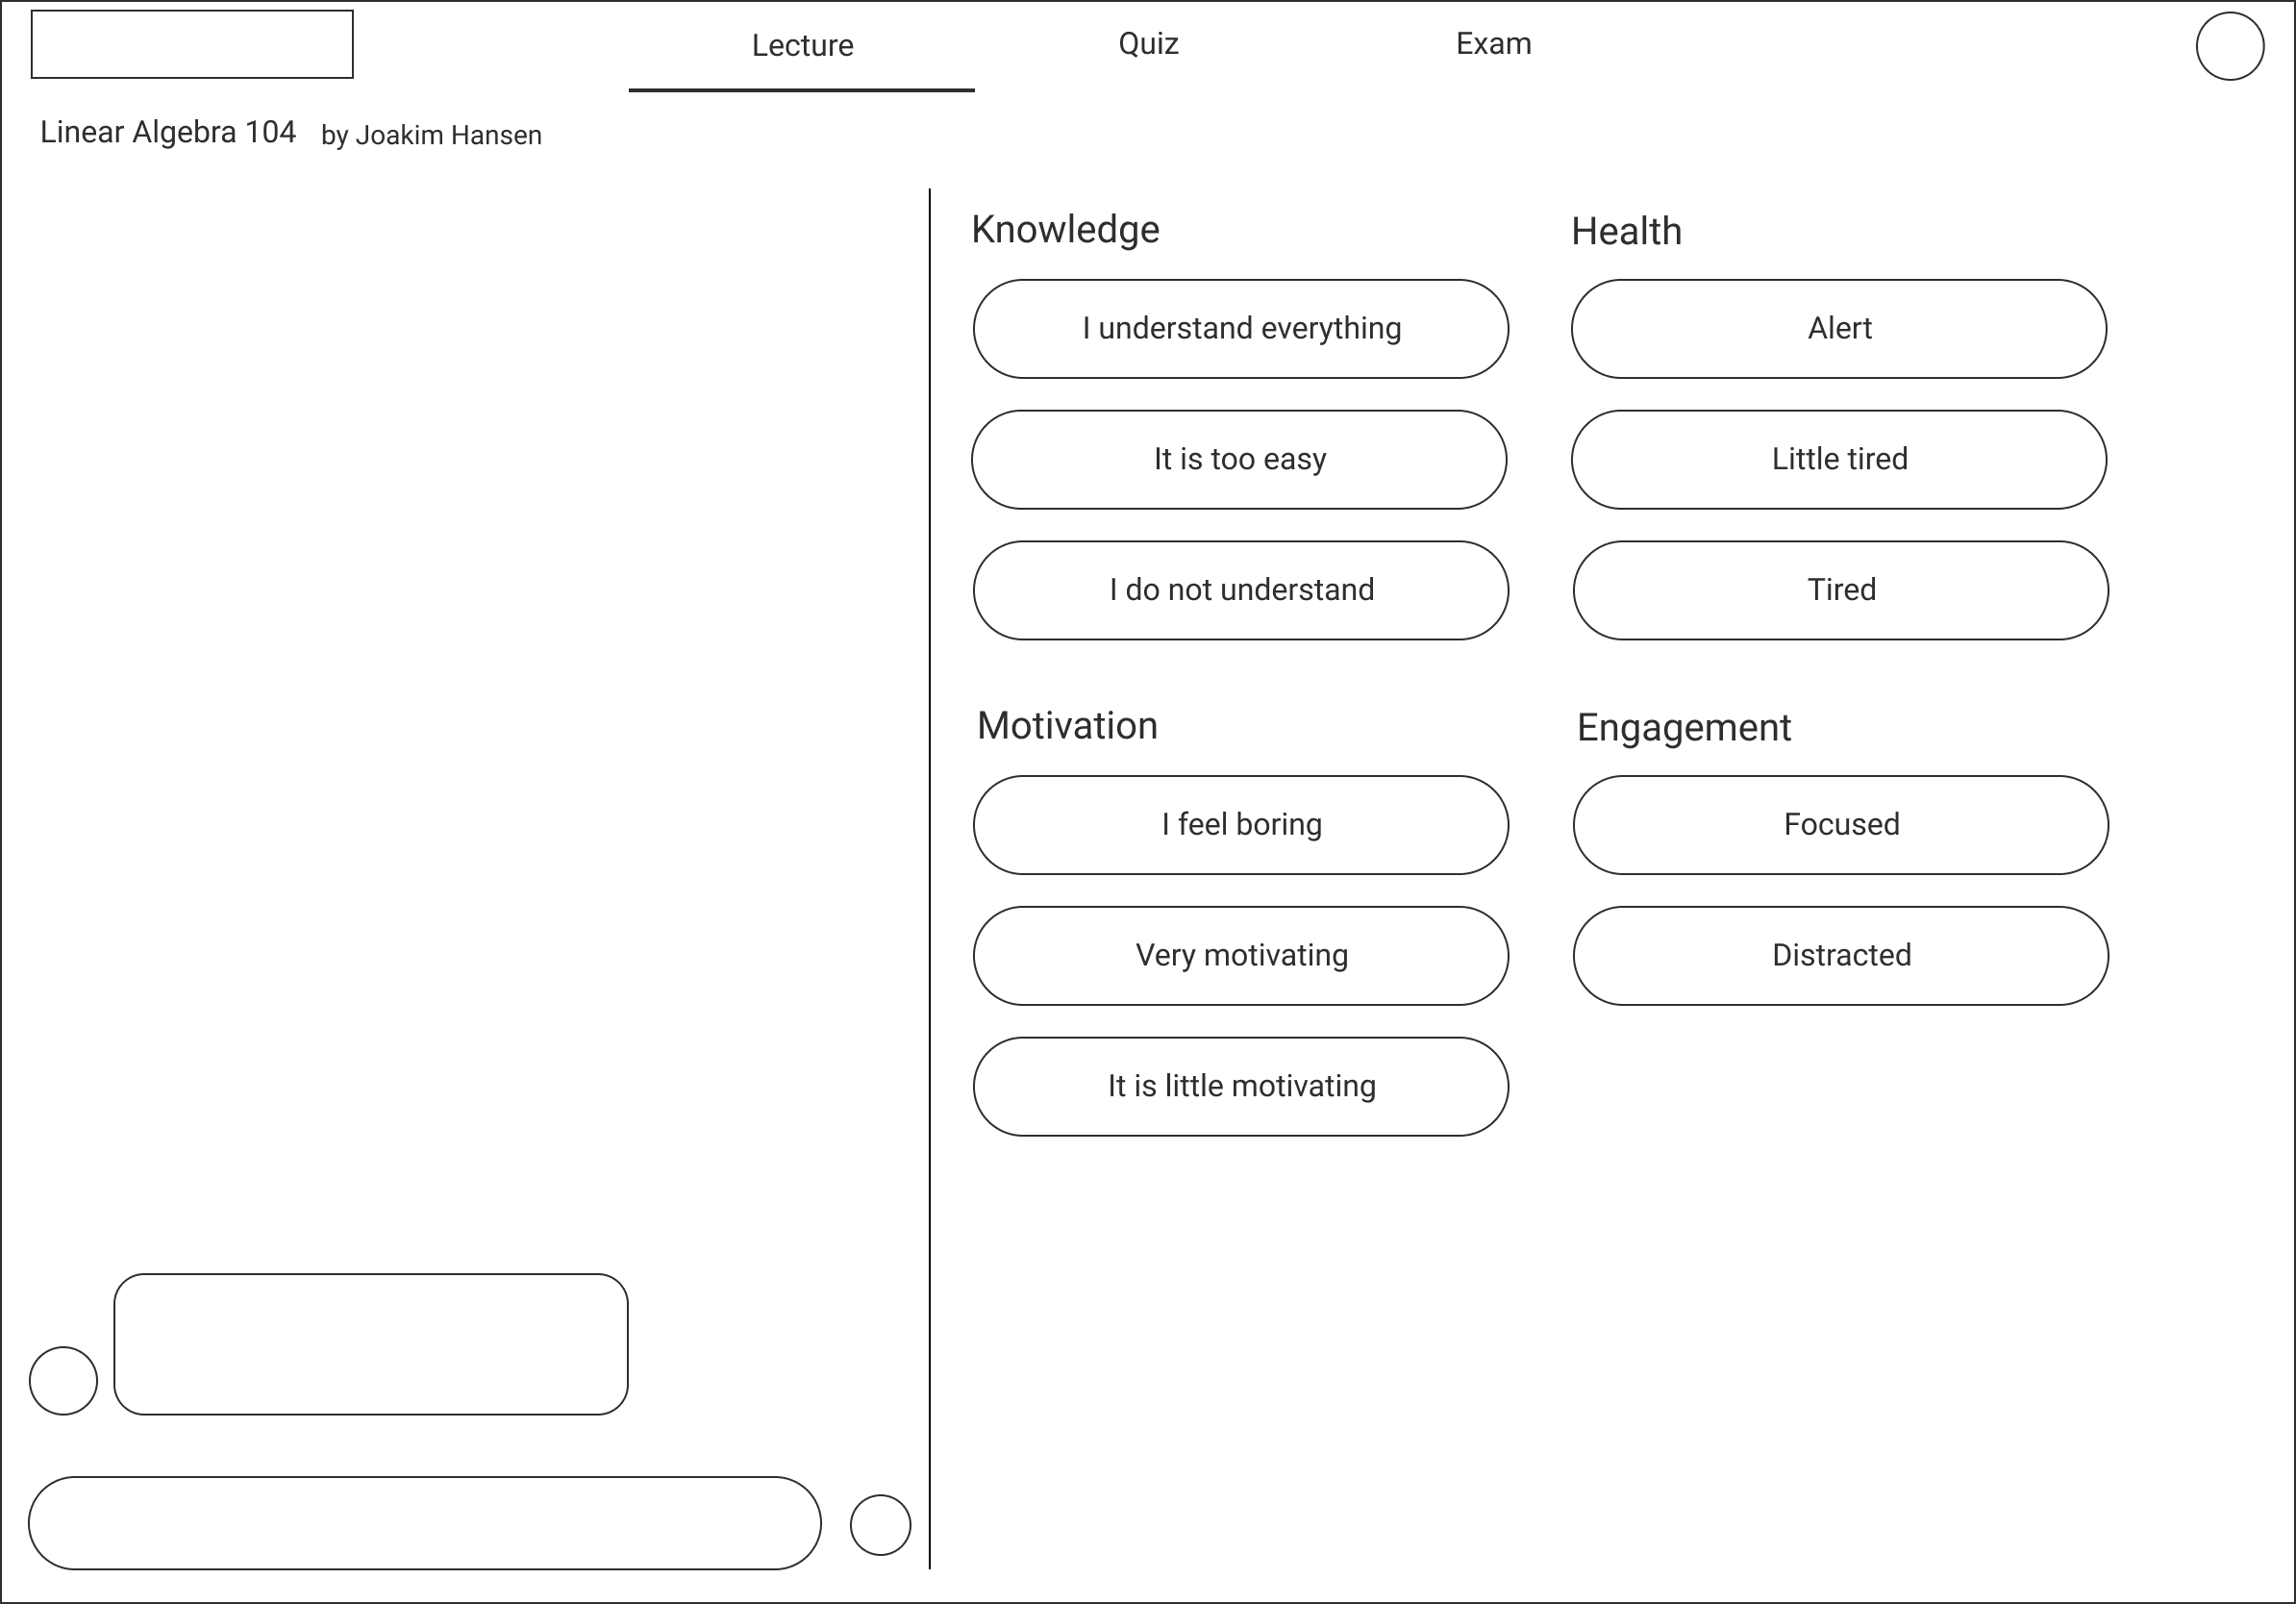 Lecture
Quiz
Exam
Linear Algebra 104 by Joakim Hansen
Knowledge
I understand everything
It is too easy
I do not understand
Health
Alert
Little tired
Tired
Motivation
I feel boring
Very motivating
It is little motivating
Engagement
Focused
Distracted